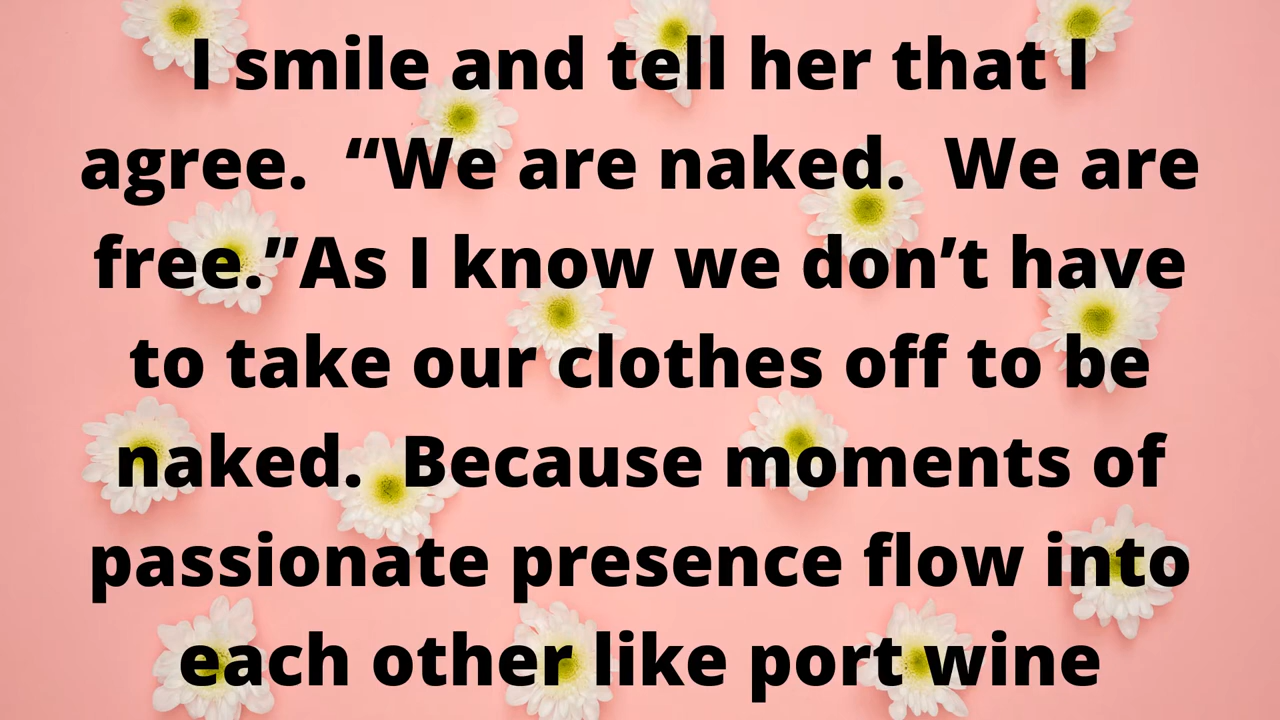 I smile and tell her that I
agree.  “We are naked.  We are
free.”As I know we don’t have
to take our clothes off to be
naked.  Because moments of
passionate presence flow into
each other like port wine